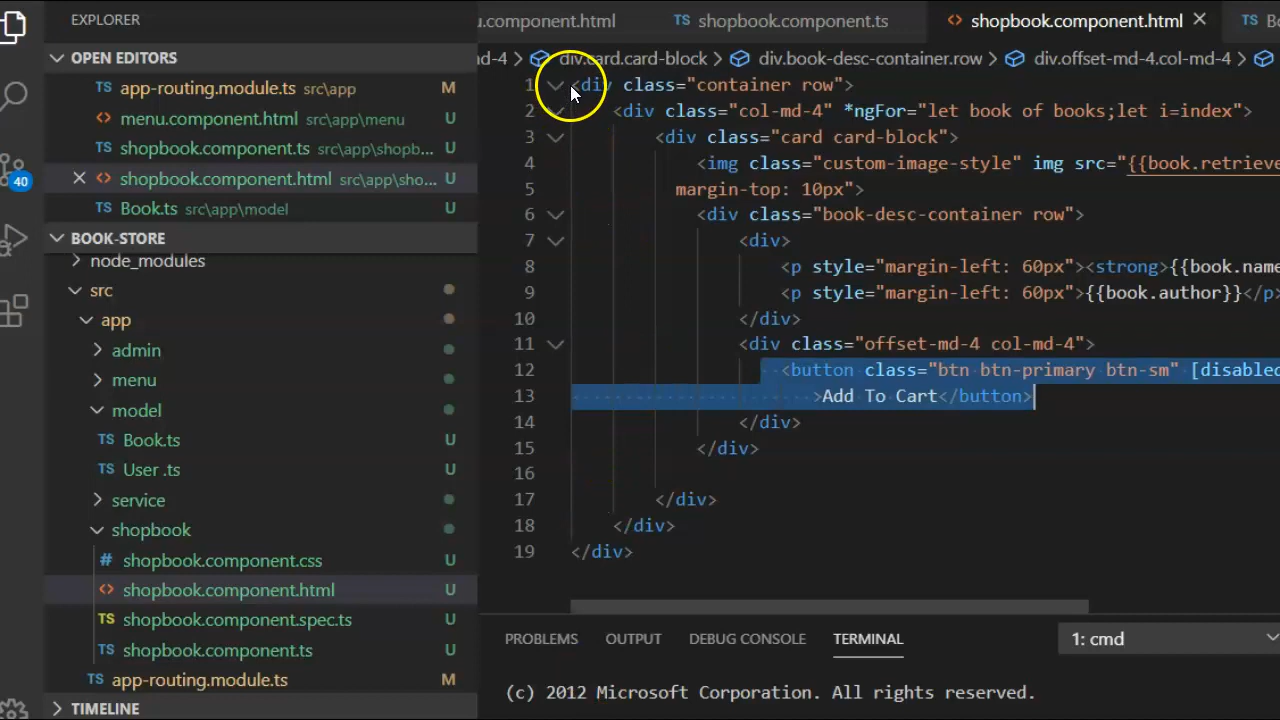 EXPLORER
OPEN EDITORS
app-routing.module.ts src\app M
menu.component.html src\app\menu U
shopbook.component.ts src\app\shopb... U
shopbook.component.html src\app\sho... U
Book.ts src\app\model U
40
BOOK-STORE
node_modules
src
app
admin
menu
model
TS Book.ts U
TS User .ts U
service
shopbook
# shopbook.component.css U
<> shopbook.component.html U
TS shopbook.component.spec.ts U
TS shopbook.component.ts U
TS app-routing.module.ts M
TIMELINE
u.component.html TS shopbook.component.ts <> shopbook.component.html TS Bo
md-4 > div.card.card-block > div.book-desc-container.row > div.offset-md-4.col-md-4 >
1 <div class="container row">
2 <div class="col-md-4" *ngFor="let book of books;let i=index">
3 <div class="card card-block">
4 <img class="custom-image-style" img src="{{book.retrieve
5 margin-top: 10px">
6 <div class="book-desc-container row">
7 <div>
8 <p style="margin-left: 60px"><strong>{{book.name
9 <p style="margin-left: 60px">{{book.author}}</p>
10 </div>
11 <div class="offset-md-4 col-md-4">
12 <button class="btn btn-primary btn-sm" [disabled
13 >Add To Cart</button>
14 </div>
15 </div>
16
17 </div>
18 </div>
19 </div>
PROBLEMS OUTPUT DEBUG CONSOLE TERMINAL 1: cmd
(c) 2012 Microsoft Corporation. All rights reserved.